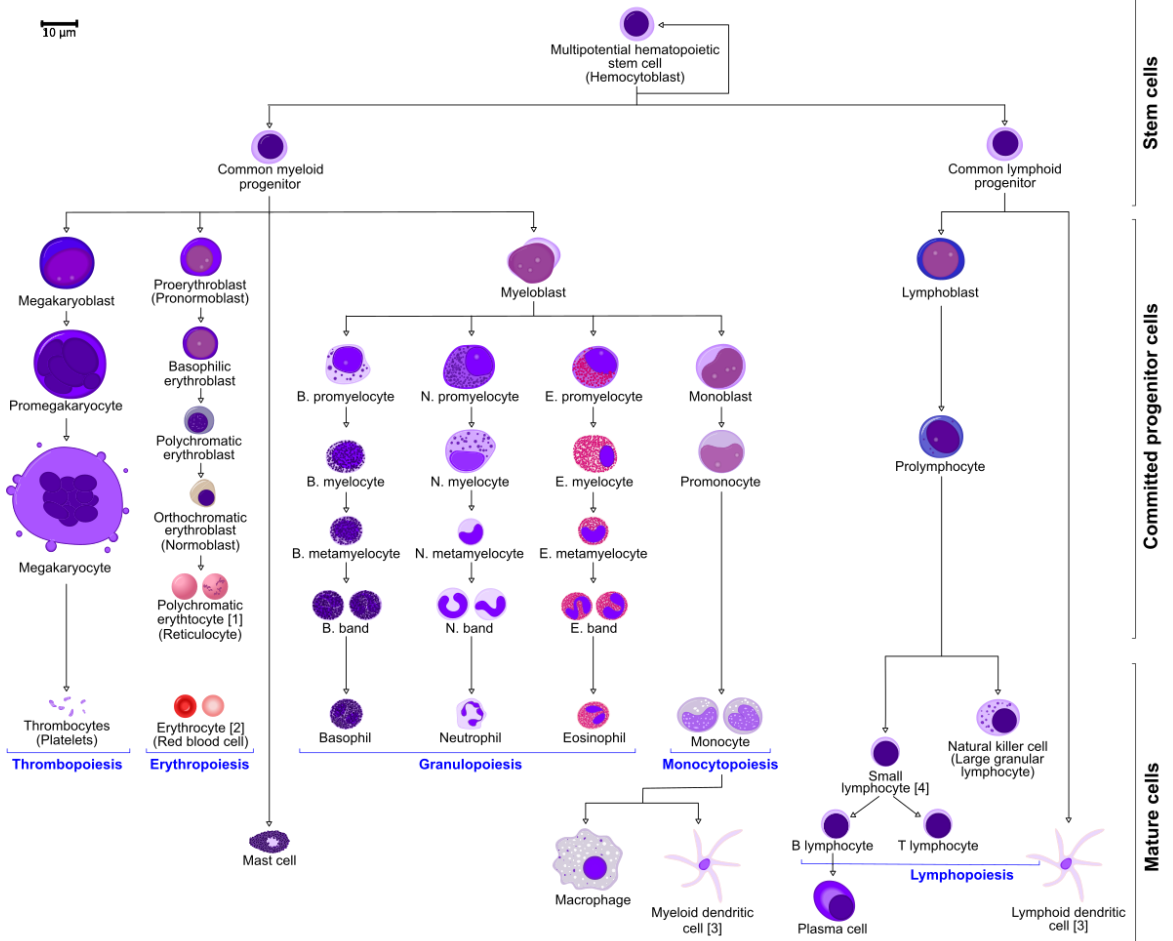 10 µm
Multipotential hematopoietic
stem cell
(Hemocytoblast)
Stem cells
Common myeloid
progenitor
Common lymphoid
progenitor
Committed progenitor cells
Megakaryoblast
Proerythroblast
(Pronormoblast)
Myeloblast
Lymphoblast
Promegakaryocyte
Basophilic
erythroblast
B. promyelocyte
N. promyelocyte
E. promyelocyte
Monoblast
Polychromatic
erythroblast
B. myelocyte
N. myelocyte
E. myelocyte
Promonocyte
Prolymphocyte
Megakaryocyte
Orthochromatic
erythroblast
(Normoblast)
B. metamyelocyte
N. metamyelocyte
E. metamyelocyte
Polychromatic
erythtocyte [1]
(Reticulocyte)
B. band
N. band
E. band
Mature cells
Thrombocytes
(Platelets)
Erythrocyte [2]
(Red blood cell)
Basophil
Neutrophil
Eosinophil
Monocyte
Natural killer cell
(Large granular
lymphocyte)
Small
lymphocyte [4]
Thrombopoiesis
Erythropoiesis
Granulopoiesis
Monocytopoiesis
Mast cell
B lymphocyte
T lymphocyte
Lymphopoiesis
Macrophage
Myeloid dendritic
cell [3]
Plasma cell
Lymphoid dendritic
cell [3]